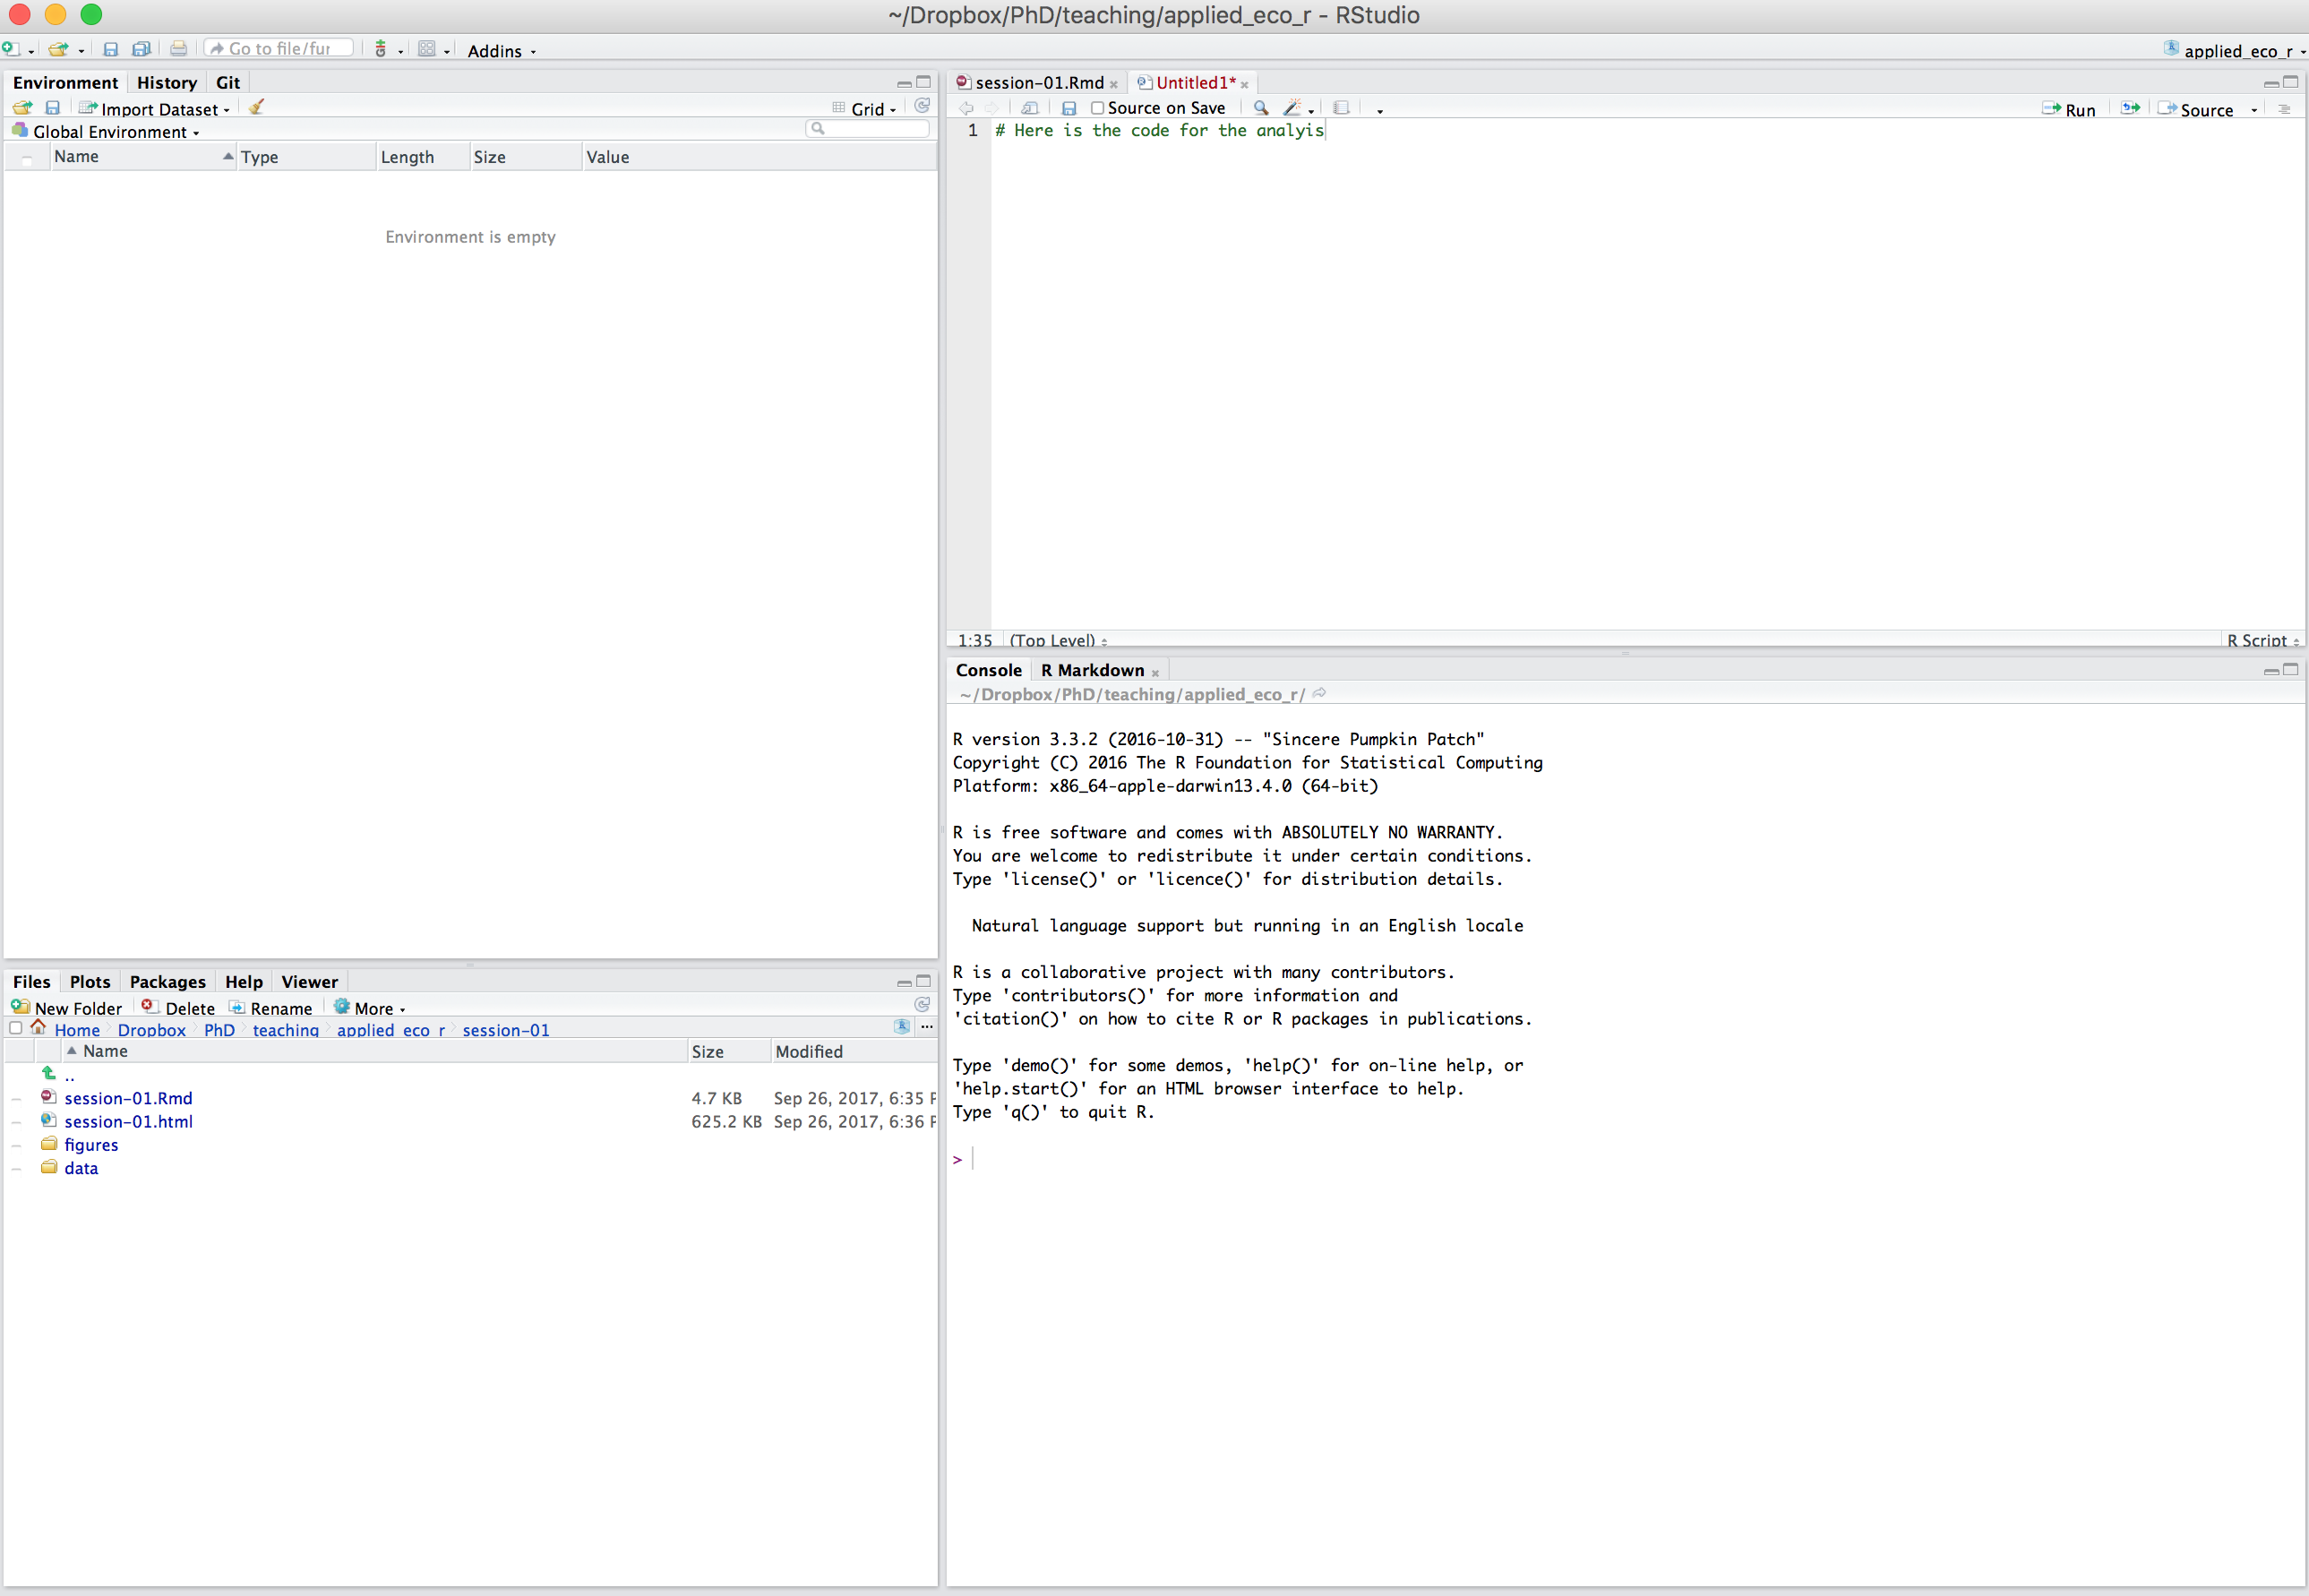 ~/Dropbox/PhD/teaching/applied_eco_r - RStudio
Go to file/fur Addins applied_eco_r
Environment History Git
Import Dataset Grid
Global Environment
Name Type Length Size Value
Environment is empty
Files Plots Packages Help Viewer
New Folder Delete Rename More
Home Dropbox PhD teaching applied_eco_r session-01 ...
Name Size Modified
..
session-01.Rmd 4.7 KB Sep 26, 2017, 6:35 P
session-01.html 625.2 KB Sep 26, 2017, 6:36 P
figures
data
session-01.Rmd Untitled1*
Source on Save Run Source
1 # Here is the code for the analyis
1:35 (Top Level) R Script
Console R Markdown
~/Dropbox/PhD/teaching/applied_eco_r/
R version 3.3.2 (2016-10-31) -- "Sincere Pumpkin Patch"
Copyright (C) 2016 The R Foundation for Statistical Computing
Platform: x86_64-apple-darwin13.4.0 (64-bit)
R is free software and comes with ABSOLUTELY NO WARRANTY.
You are welcome to redistribute it under certain conditions.
Type 'license()' or 'licence()' for distribution details.
Natural language support but running in an English locale
R is a collaborative project with many contributors.
Type 'contributors()' for more information and
'citation()' on how to cite R or R packages in publications.
Type 'demo()' for some demos, 'help()' for on-line help, or
'help.start()' for an HTML browser interface to help.
Type 'q()' to quit R.
>